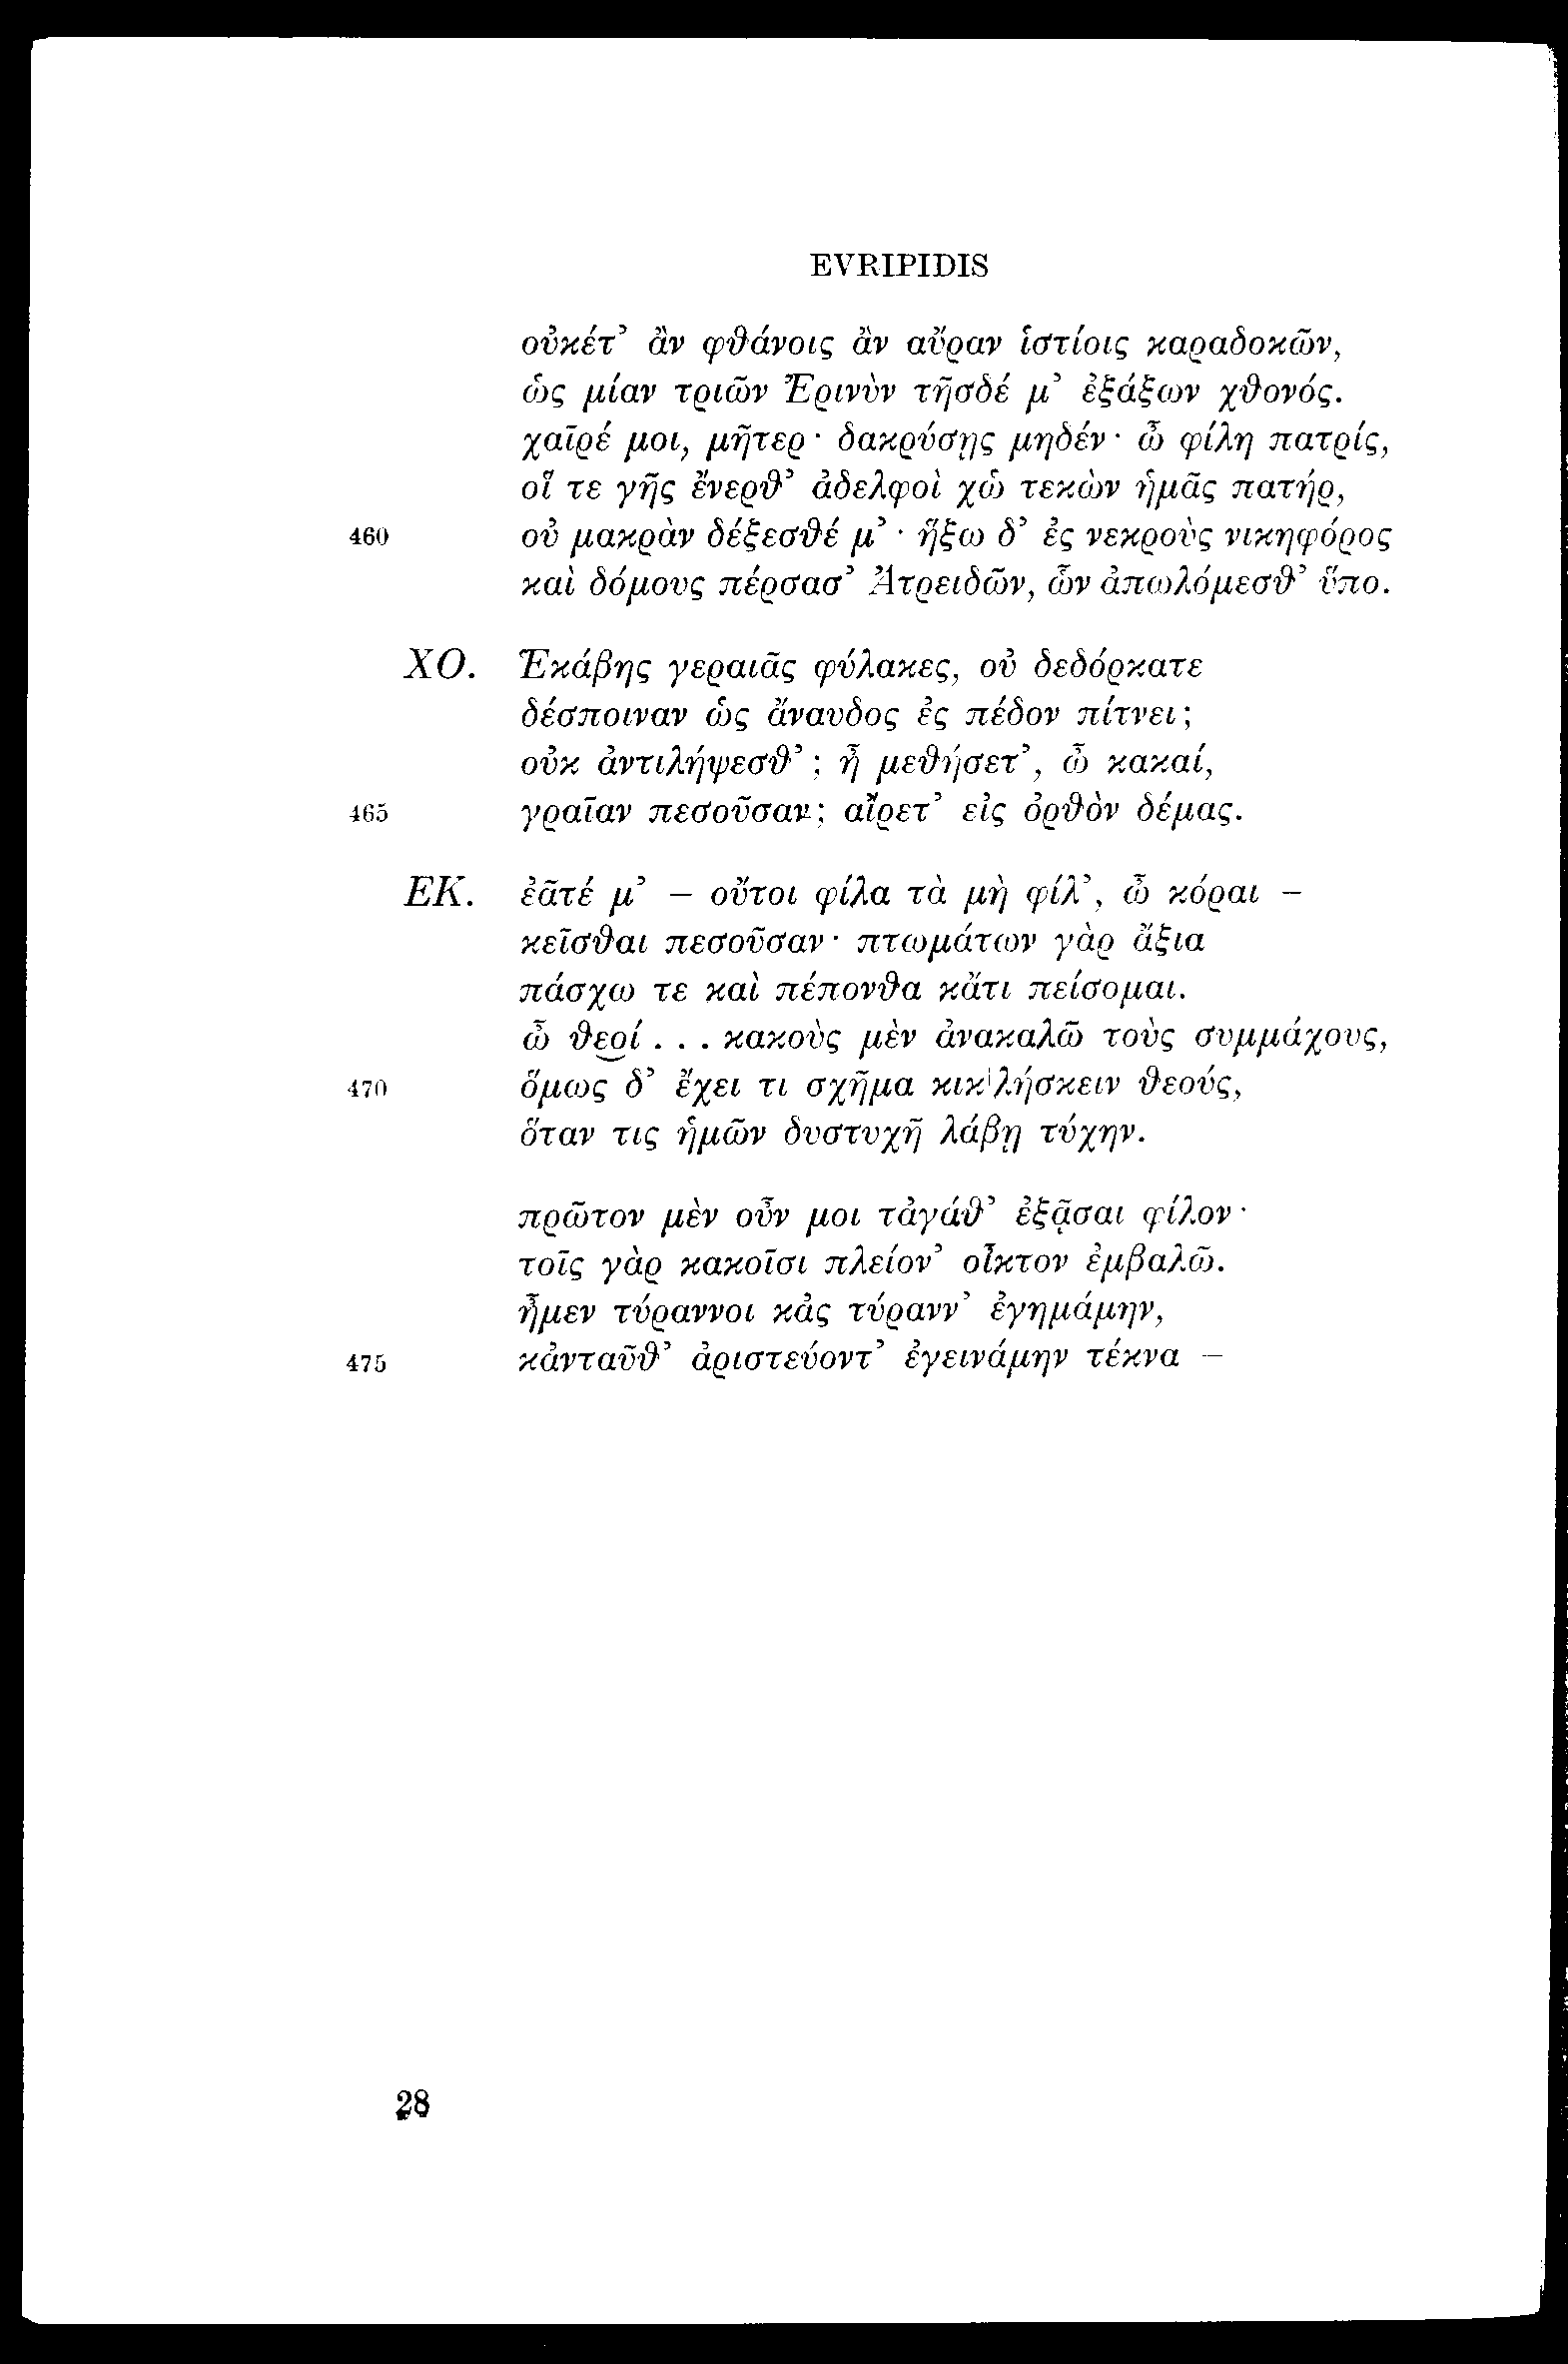 EVRIPIDIS
οὐκέτ’ ἂν φθάνοις ἂν αὔραν ἱστίοις καραδοκῶν,
ὡς μίαν τριῶν Ἐρινὺν τῆσδέ μ’ ἐξάξων χθονός.
χαῖρέ μοι, μῆτερ· δακρύσῃς μηδέν· ὦ φίλη πατρίς,
οἵ τε γῆς ἔνερθ’ ἀδελφοὶ χὠ τεκὼν ἡμᾶς πατήρ,
460 οὐ μακρὰν δέξεσθέ μ’· ἥξω δ’ ἐς νεκροὺς νικηφόρος
καὶ δόμους πέρσασ’ Ἀτρειδῶν, ὧν ἀπωλόμεσθ’ ὕπο.
ΧΟ. Ἑκάβης γεραιᾶς φύλακες, οὐ δεδόρκατε
δέσποιναν ὡς ἄναυδος ἐς πέδον πίτνει;
οὐκ ἀντιλήψεσθ’; ἦ μεθήσετ’, ὦ κακαί,
465 γραῖαν πεσοῦσαν; αἴρετ’ εἰς ὀρθὸν δέμας.
ΕΚ. ἐᾶτέ μ’ – οὔτοι φίλα τὰ μὴ φίλ’, ὦ κόραι –
κεῖσθαι πεσοῦσαν· πτωμάτων γὰρ ἄξια
πάσχω τε καὶ πέπονθα κἄτι πείσομαι.
ὦ θεοί . . . κακοὺς μὲν ἀνακαλῶ τοὺς συμμάχους,
470 ὅμως δ’ ἔχει τι σχῆμα κικλήσκειν θεούς,
ὅταν τις ἡμῶν δυστυχῆ λάβῃ τύχην.
πρῶτον μὲν οὖν μοι τἀγάθ’ ἐξᾷσαι φίλον·
τοῖς γὰρ κακοῖσι πλείον’ οἶκτον ἐμβαλῶ.
ἦμεν τύραννοι κἀς τύρανν’ ἐγημάμην,
475 κἀνταῦθ’ ἀριστεύοντ’ ἐγεινάμην τέκνα –
28